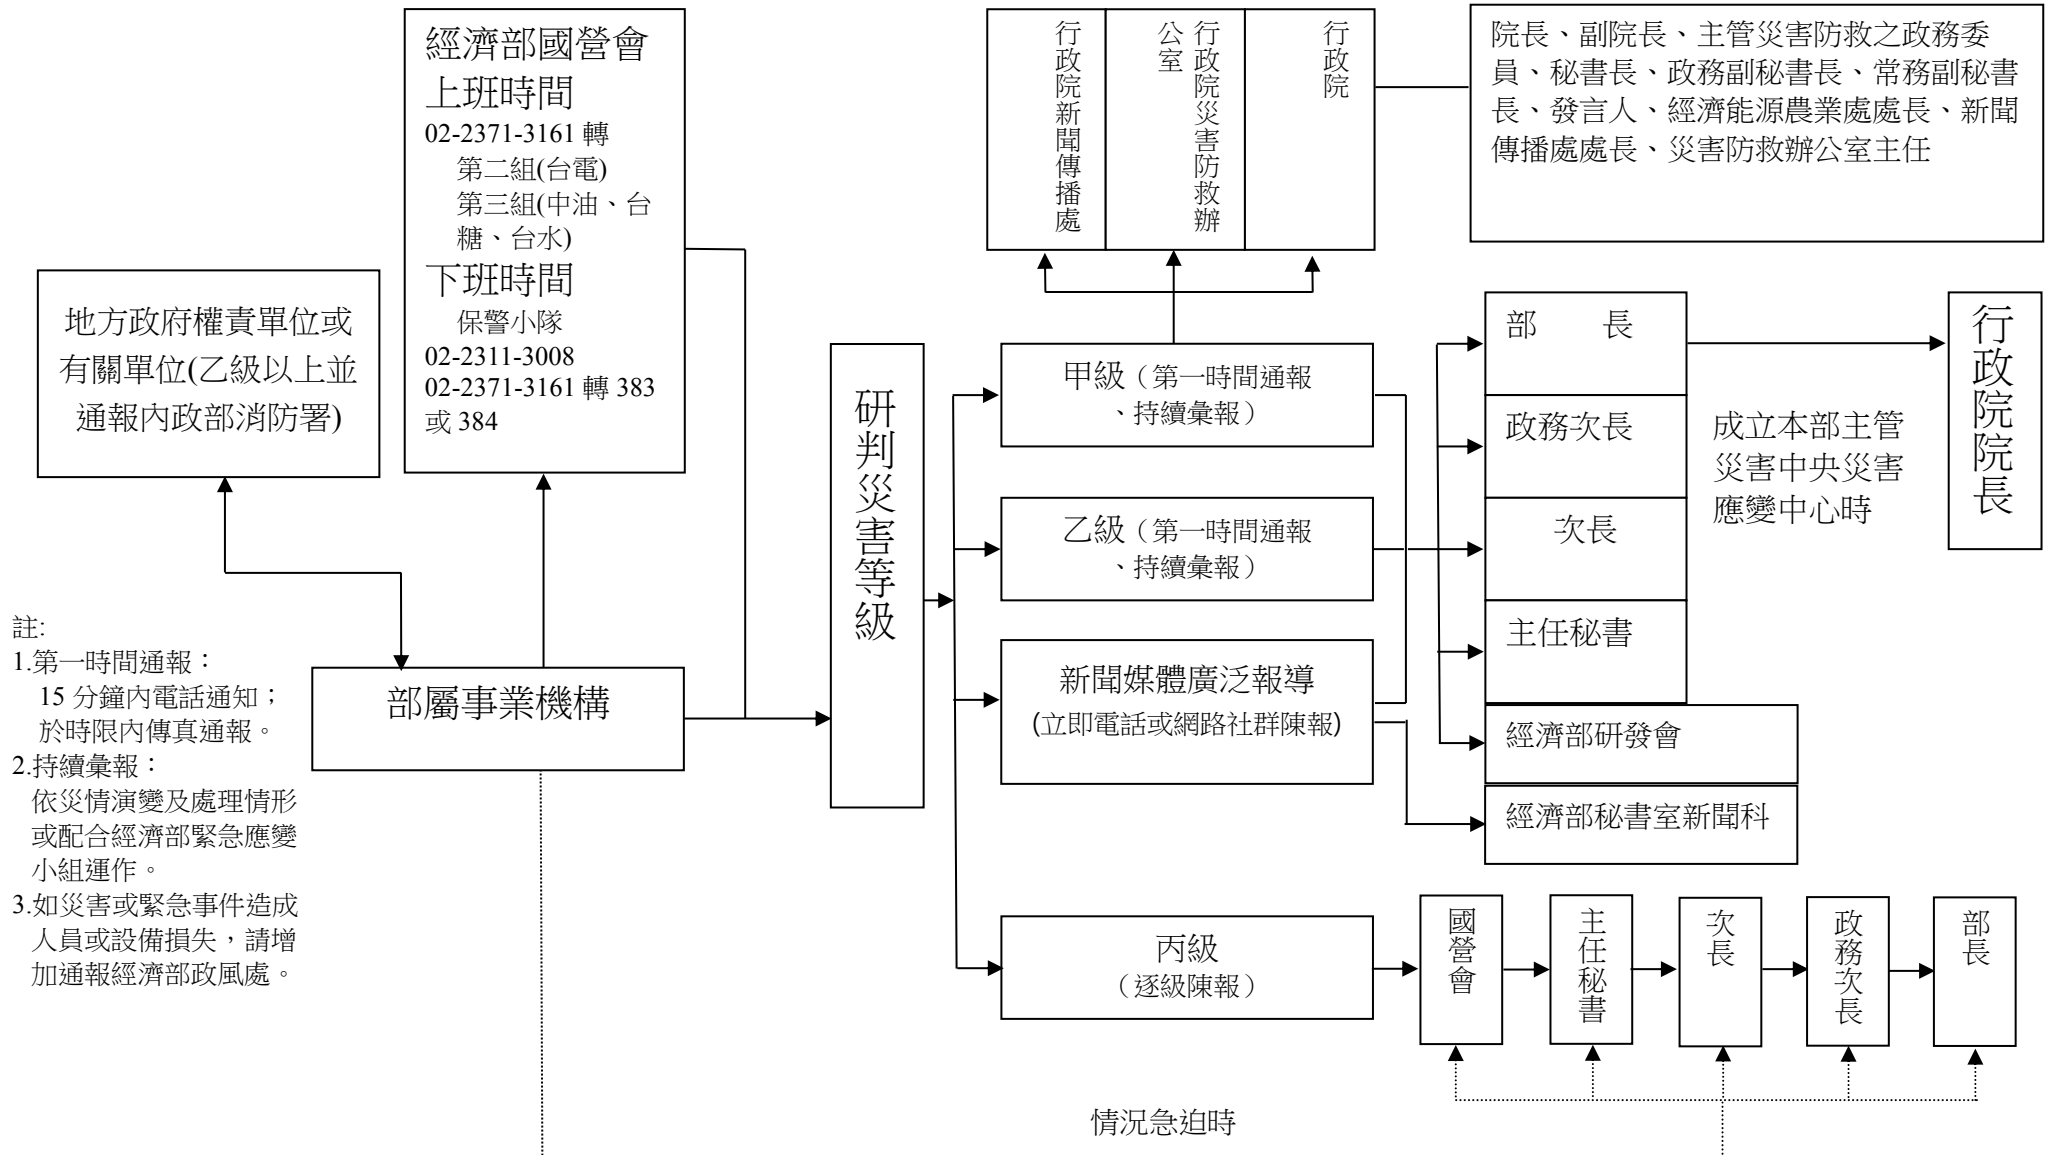 經濟部國營會
上班時間
02-2371-3161 轉
第二組(台電)
第三組(中油、台
糖、台水)
下班時間
保警小隊
02-2311-3008
02-2371-3161 轉 383
或 384
行政院新聞傳播處
行政院災害防救辦
公室
行政院
院長、副院長、主管災害防救之政務委
員、秘書長、政務副秘書長、常務副秘書
長、發言人、經濟能源農業處處長、新聞
傳播處處長、災害防救辦公室主任
地方政府權責單位或
有關單位(乙級以上並
通報內政部消防署)
部屬事業機構
研判災害等級
甲級（第一時間通報
、持續彙報）
乙級（第一時間通報
、持續彙報）
新聞媒體廣泛報導
(立即電話或網路社群陳報)
丙級
（逐級陳報）
部　　長
政務次長
次長
主任秘書
經濟部研發會
經濟部秘書室新聞科
成立本部主管
災害中央災害
應變中心時
行政院院長
國營會
主任秘書
次長
政務次長
部長
情況急迫時
註:
1.第一時間通報：
15 分鐘內電話通知；
於時限內傳真通報。
2.持續彙報：
依災情演變及處理情形
或配合經濟部緊急應變
小組運作。
3.如災害或緊急事件造成
人員或設備損失，請增
加通報經濟部政風處。